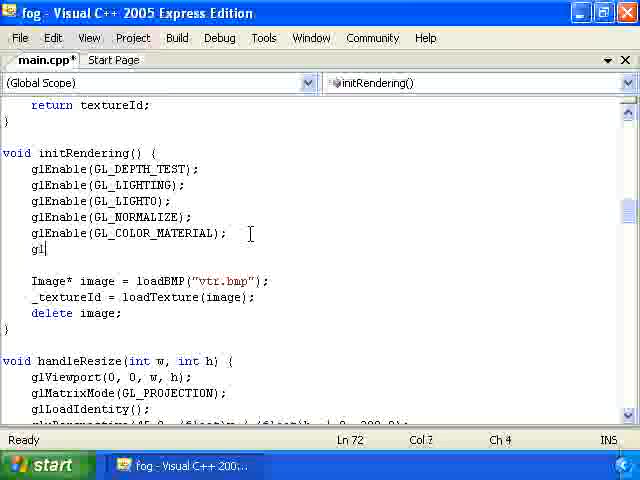 fog - Visual C++ 2005 Express Edition
File Edit View Project Build Debug Tools Window Community Help
main.cpp* Start Page
(Global Scope) initRendering()
return textureId;
}
void initRendering() {
glEnable(GL_DEPTH_TEST);
glEnable(GL_LIGHTING);
glEnable(GL_LIGHT0);
glEnable(GL_NORMALIZE);
glEnable(GL_COLOR_MATERIAL);
gl
Image* image = loadBMP("vtr.bmp");
_textureId = loadTexture(image);
delete image;
}
void handleResize(int w, int h) {
glViewport(0, 0, w, h);
glMatrixMode(GL_PROJECTION);
glLoadIdentity();
Ready Ln 72 Col 7 Ch 4 INS
start fog - Visual C++ 200...